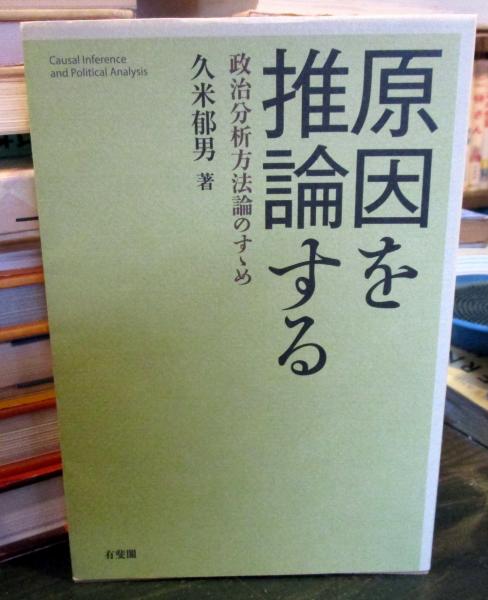 Causal Inference
and Political Analysis
原因を
推論する
政治分析方法論のすゝめ
久米郁男 著
有斐閣